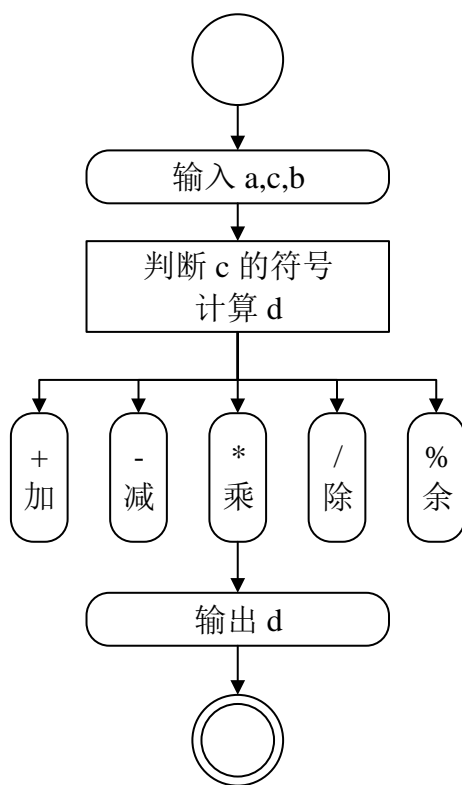 输入 a,c,b
判断 c 的符号
计算 d
+
加
-
减
*
乘
/
除
%
余
输出 d